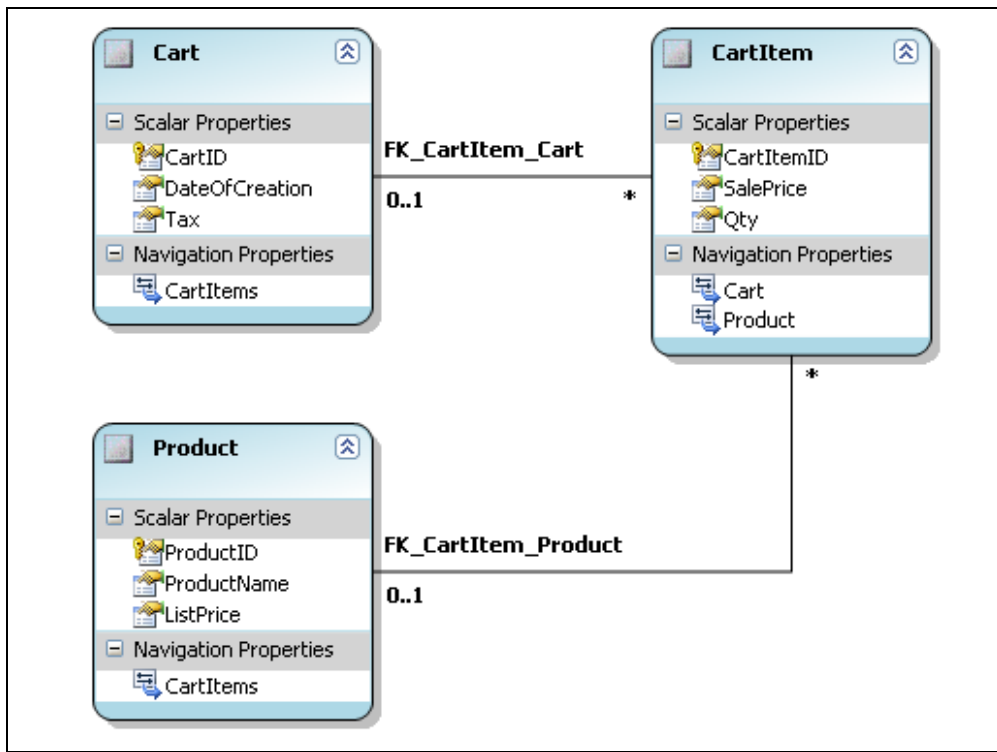 Cart
Scalar Properties
CartID
DateOfCreation
Tax
Navigation Properties
CartItems
FK_CartItem_Cart
0..1
*
CartItem
Scalar Properties
CartItemID
SalePrice
Qty
Navigation Properties
Cart
Product
*
Product
Scalar Properties
ProductID
ProductName
ListPrice
Navigation Properties
CartItems
FK_CartItem_Product
0..1